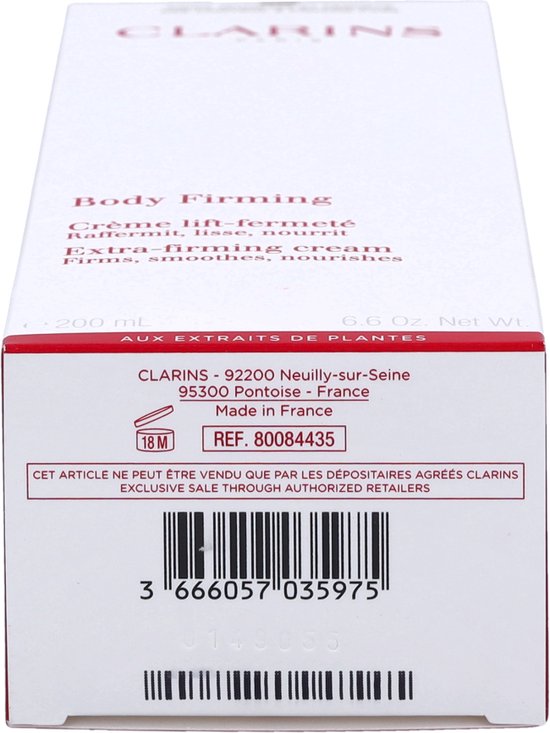 CLARINS
Body Firming
Crème lift-fermeté
Raffermit, lisse, nourrit
Extra-firming cream
Firms, smoothes, nourishes
200 mL 6.6 Oz. Net Wt.
AUX EXTRAITS DE PLANTES
CLARINS - 92200 Neuilly-sur-Seine
95300 Pontoise - France
Made in France
18 M
REF. 80084435
CET ARTICLE NE PEUT ÊTRE VENDU QUE PAR LES DÉPOSITAIRES AGRÉÉS CLARINS
EXCLUSIVE SALE THROUGH AUTHORIZED RETAILERS
3 666057 035975